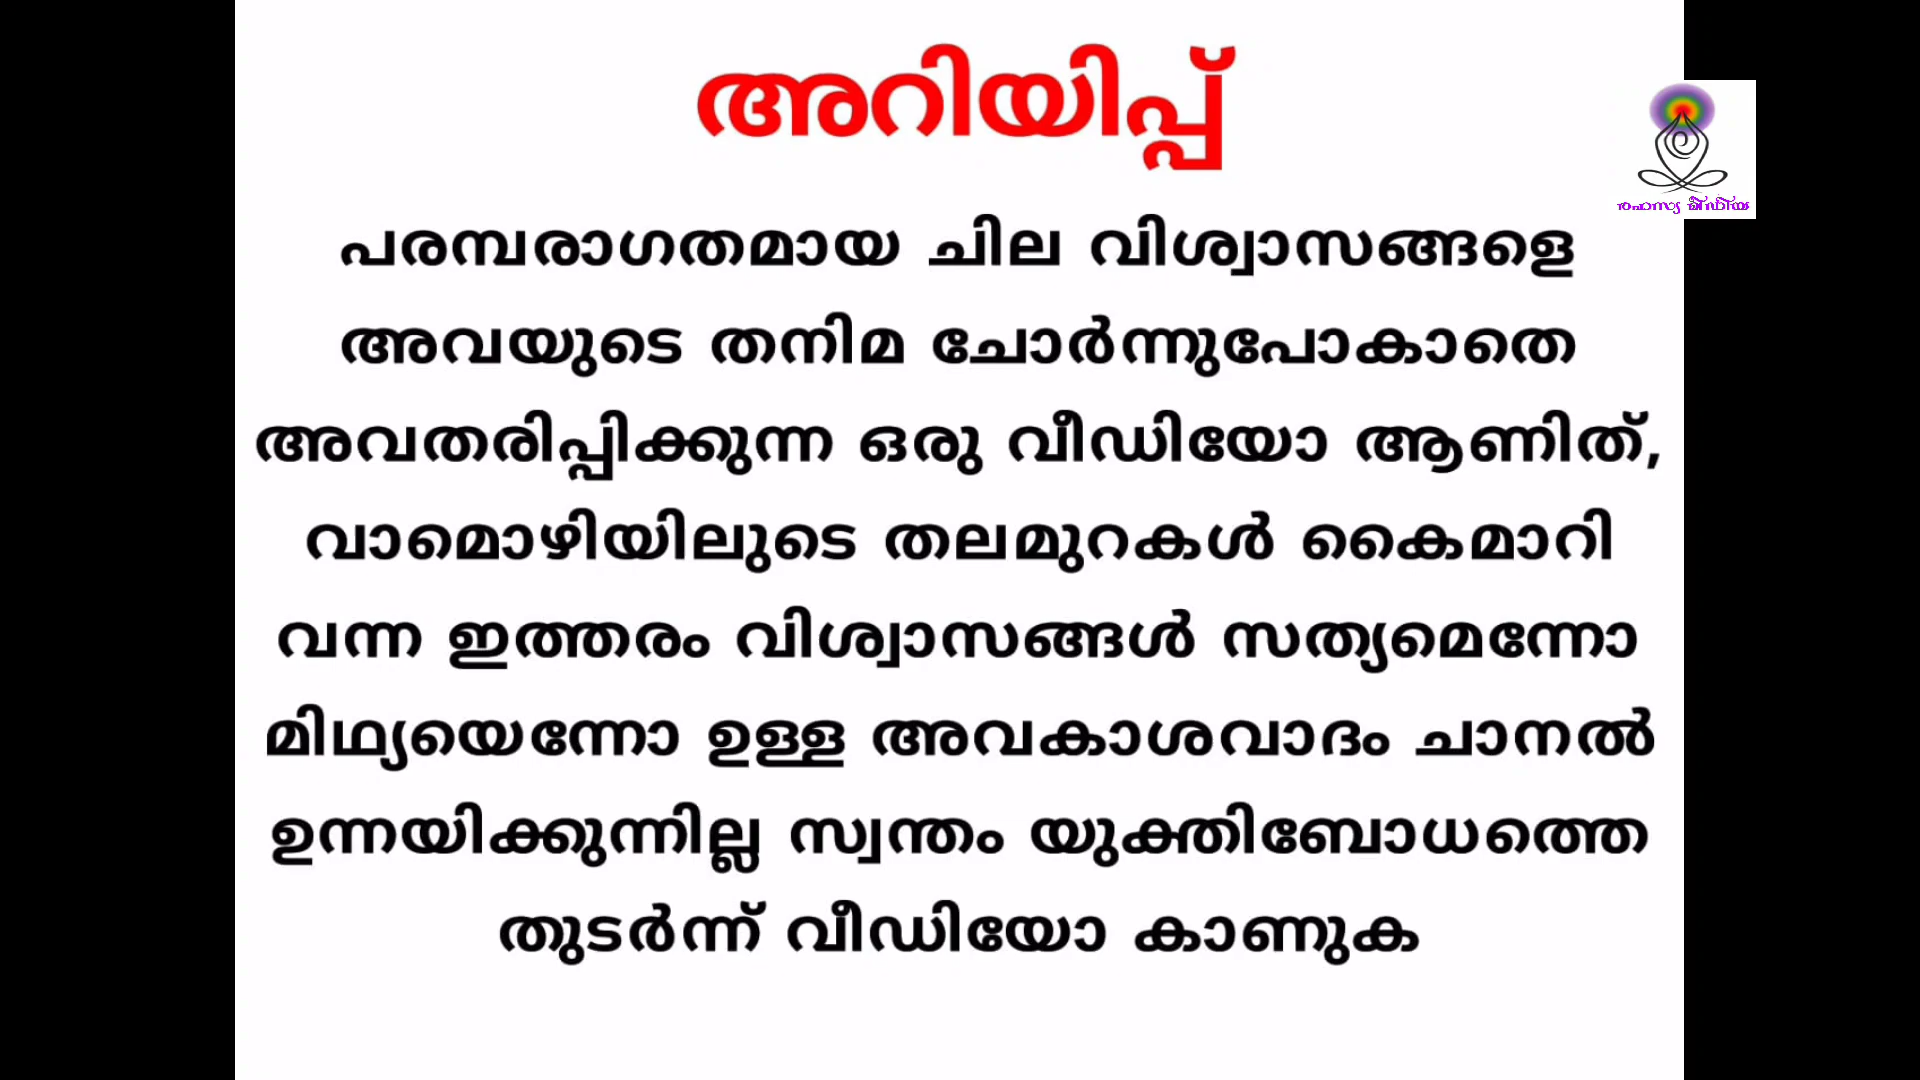 അറിയിപ്പ്
രഹസ്യ മീഡിയ
പരമ്പരാഗതമായ ചില വിശ്വാസങ്ങളെ
അവയുടെ തനിമ ചോർന്നുപോകാതെ
അവതരിപ്പിക്കുന്ന ഒരു വീഡിയോ ആണിത്,
വാമൊഴിയിലുടെ തലമുറകൾ കൈമാറി
വന്ന ഇത്തരം വിശ്വാസങ്ങൾ സത്യമെന്നോ
മിഥ്യയെന്നോ ഉള്ള അവകാശവാദം ചാനൽ
ഉന്നയിക്കുന്നില്ല സ്വന്തം യുക്തിബോധത്തെ
തുടർന്ന് വീഡിയോ കാണുക